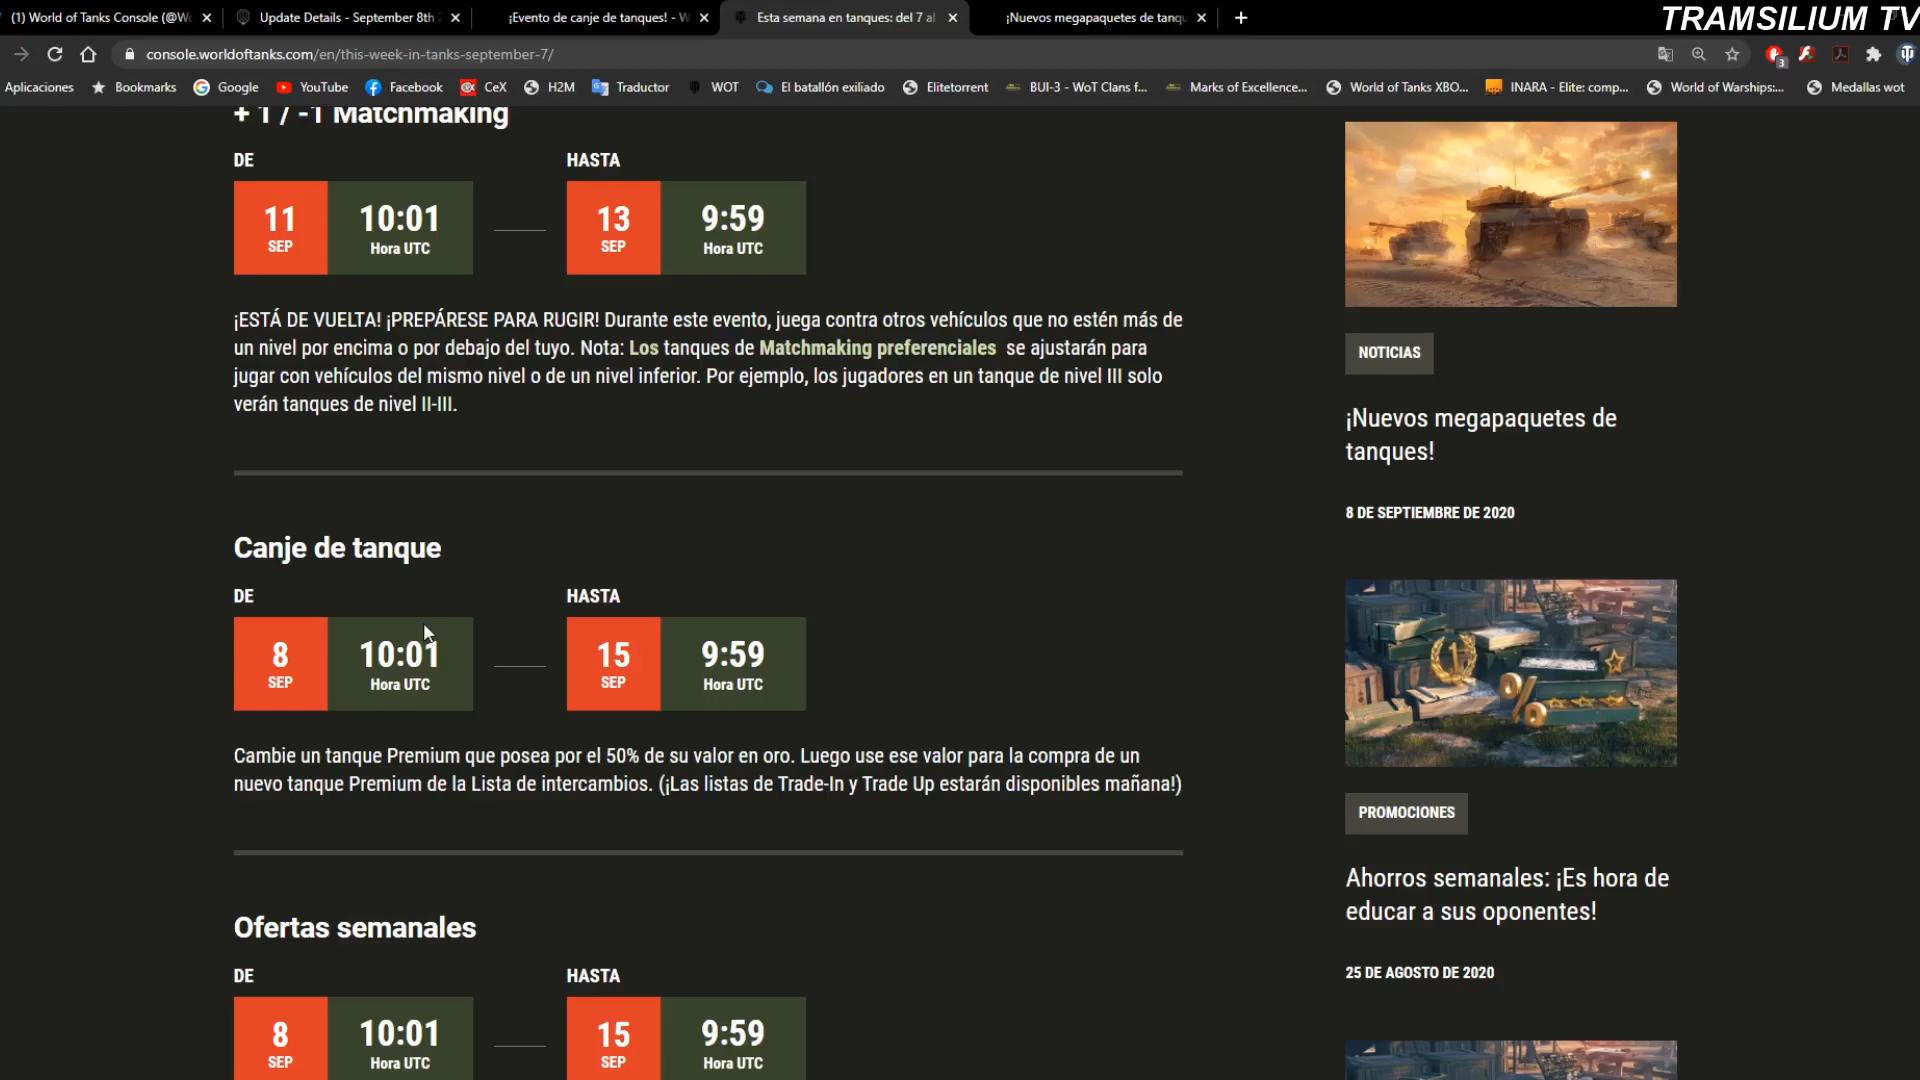 TRAMSILIUM TV
(1) World of Tanks Console (@Wo
Update Details - September 8th 2
¡Evento de canje de tanques! - W
Esta semana en tanques: del 7 al
¡Nuevos megapaquetes de tanqu
console.worldoftanks.com/en/this-week-in-tanks-september-7/
3
Aplicaciones
Bookmarks
Google
YouTube
Facebook
CeX
H2M
Traductor
WOT
El batallón exiliado
Elitetorrent
BUI-3 - WoT Clans f...
Marks of Excellence...
World of Tanks XBO...
INARA - Elite: comp...
World of Warships:...
Medallas wot
+ 1 / -1 Matchmaking
DE
HASTA
11
SEP
10:01
Hora UTC
13
SEP
9:59
Hora UTC
¡ESTÁ DE VUELTA! ¡PREPÁRESE PARA RUGIR! Durante este evento, juega contra otros vehículos que no estén más de
un nivel por encima o por debajo del tuyo. Nota: Los tanques de Matchmaking preferenciales se ajustarán para
jugar con vehículos del mismo nivel o de un nivel inferior. Por ejemplo, los jugadores en un tanque de nivel III solo
verán tanques de nivel II-III.
Canje de tanque
DE
HASTA
8
SEP
10:01
Hora UTC
15
SEP
9:59
Hora UTC
Cambie un tanque Premium que posea por el 50% de su valor en oro. Luego use ese valor para la compra de un
nuevo tanque Premium de la Lista de intercambios. (¡Las listas de Trade-In y Trade Up estarán disponibles mañana!)
Ofertas semanales
DE
HASTA
8
SEP
10:01
Hora UTC
15
SEP
9:59
Hora UTC
NOTICIAS
¡Nuevos megapaquetes de
tanques!
8 DE SEPTIEMBRE DE 2020
1
%
PROMOCIONES
Ahorros semanales: ¡Es hora de
educar a sus oponentes!
25 DE AGOSTO DE 2020